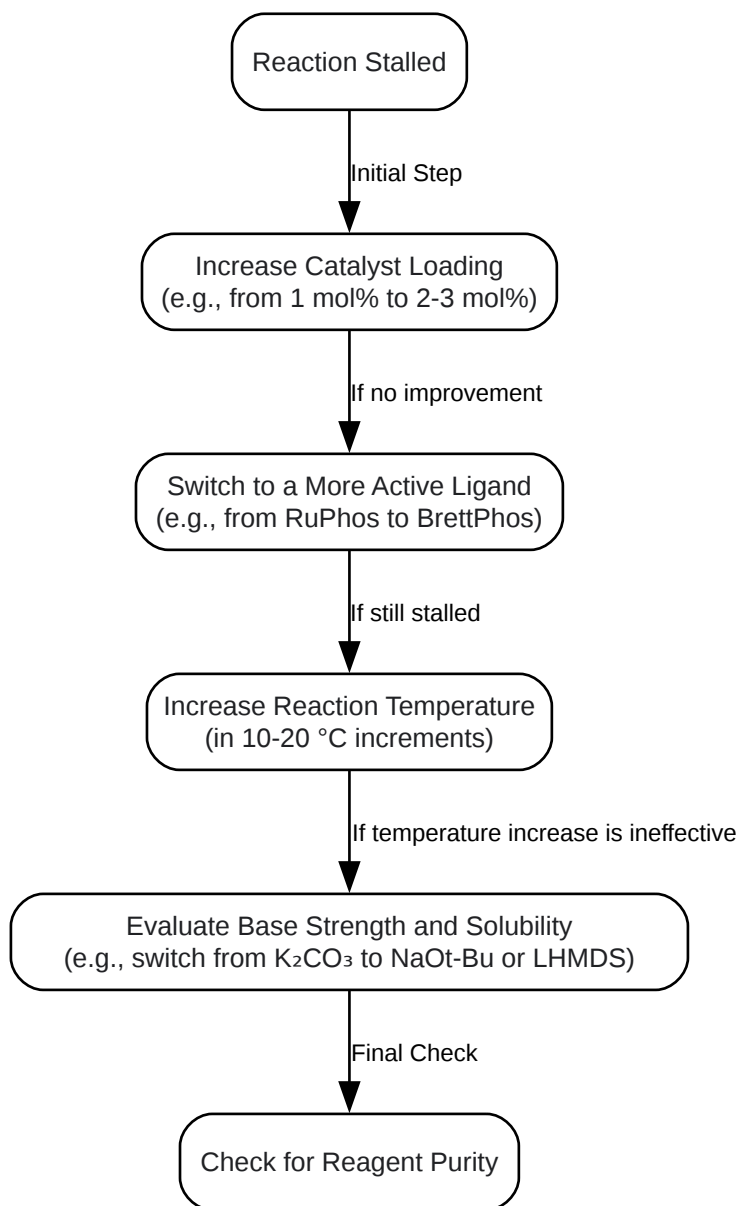 Reaction Stalled
Initial Step
Increase Catalyst Loading
(e.g., from 1 mol% to 2-3 mol%)
If no improvement
Switch to a More Active Ligand
(e.g., from RuPhos to BrettPhos)
If still stalled
Increase Reaction Temperature
(in 10-20 °C increments)
If temperature increase is ineffective
Evaluate Base Strength and Solubility
(e.g., switch from K₂CO₃ to NaOt-Bu or LHMDS)
Final Check
Check for Reagent Purity